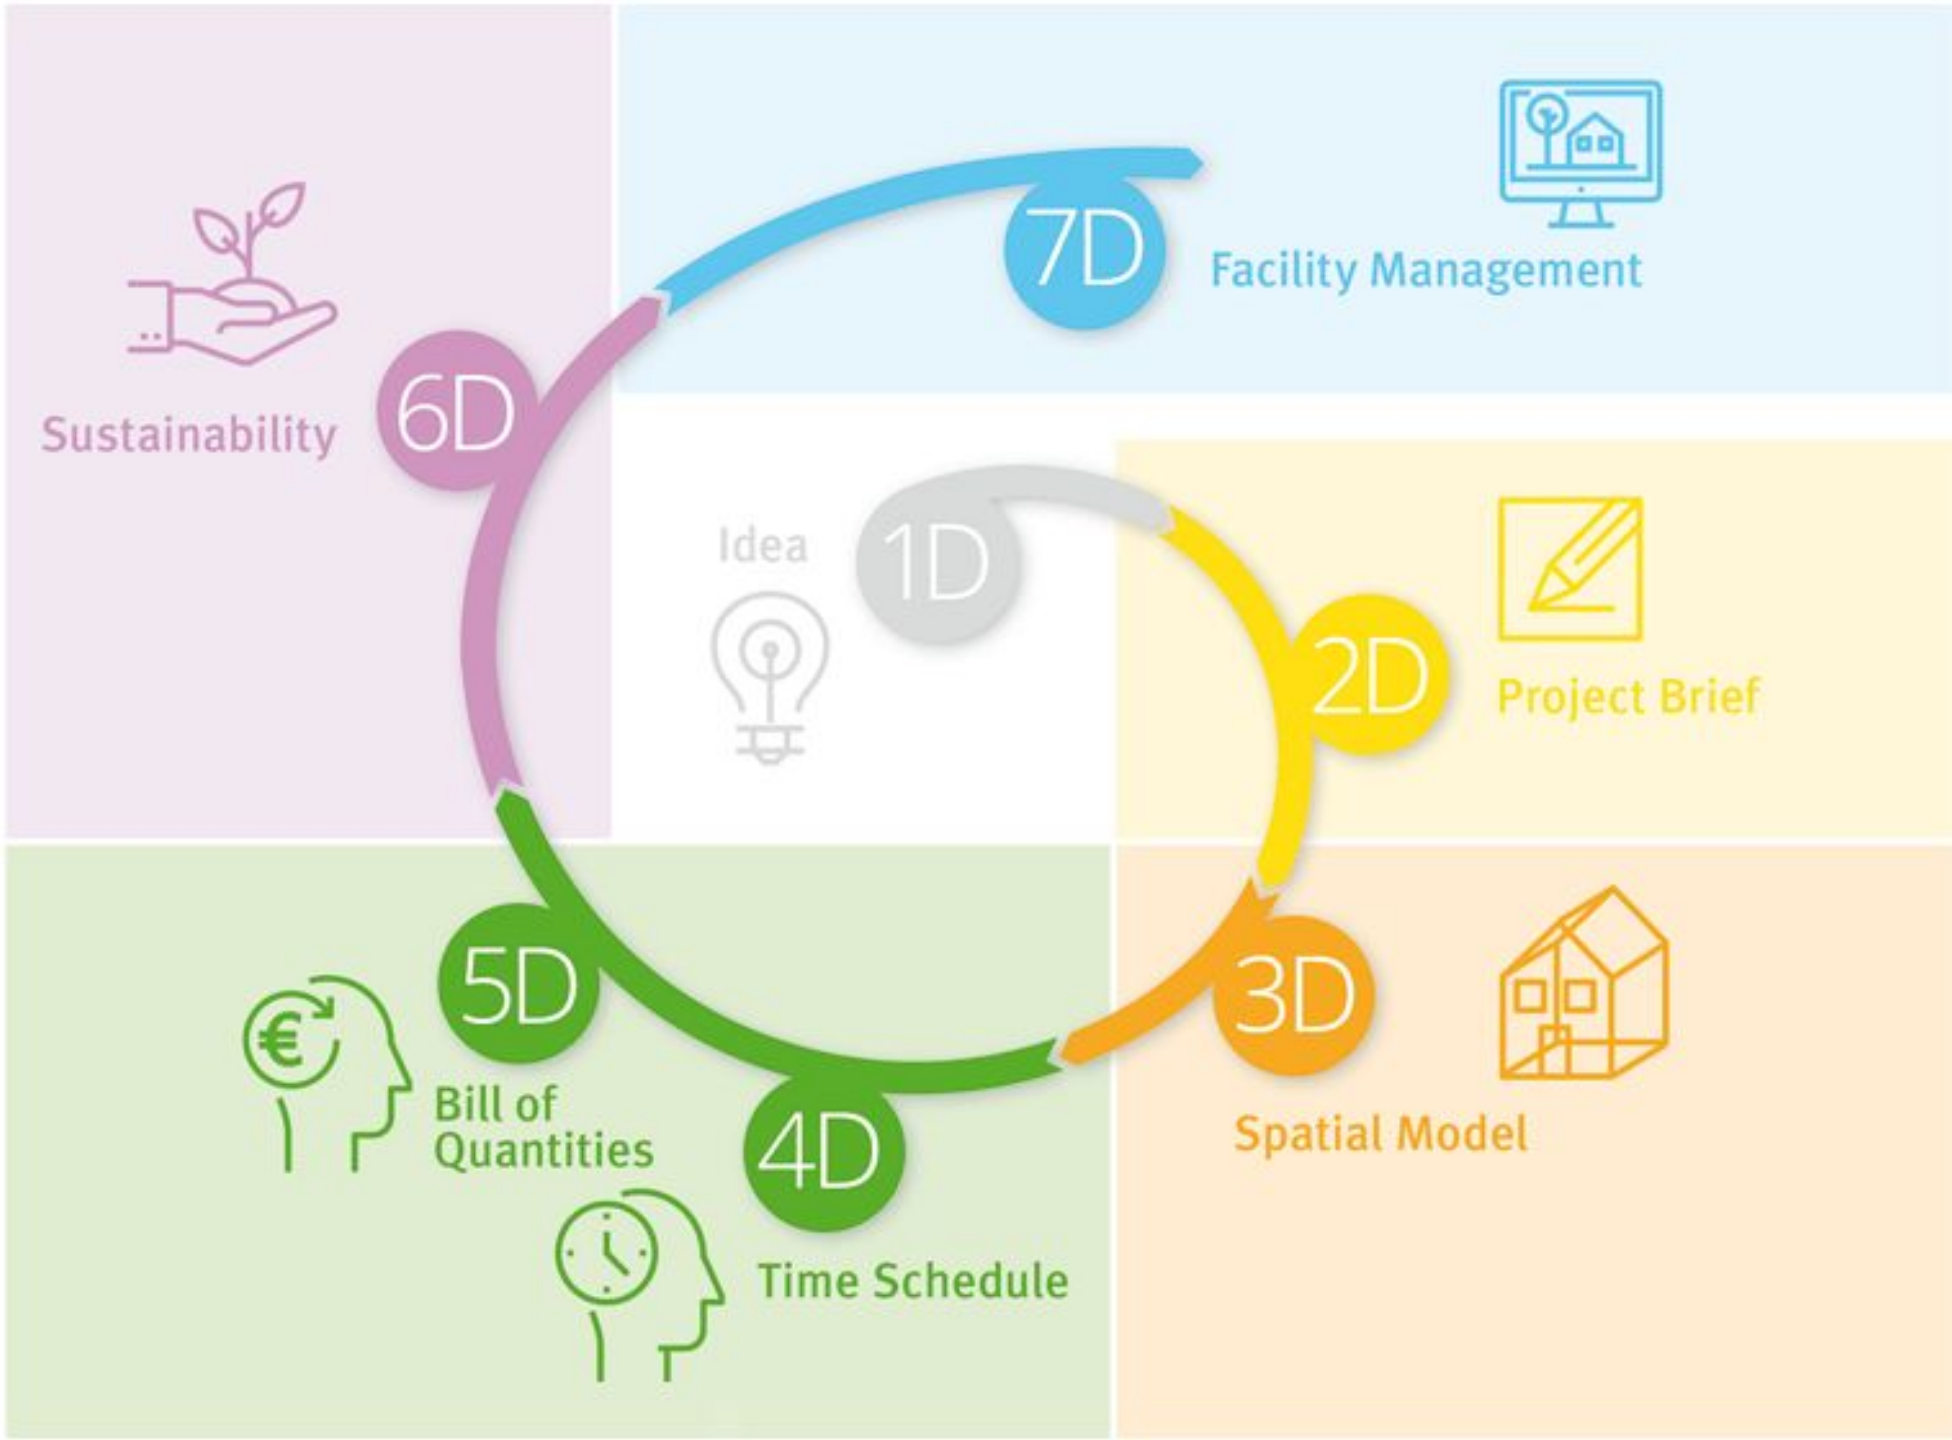 7D
Facility Management
6D
Sustainability
Idea
1D
2D
Project Brief
5D
€
Bill of
Quantities
4D
Time Schedule
3D
Spatial Model